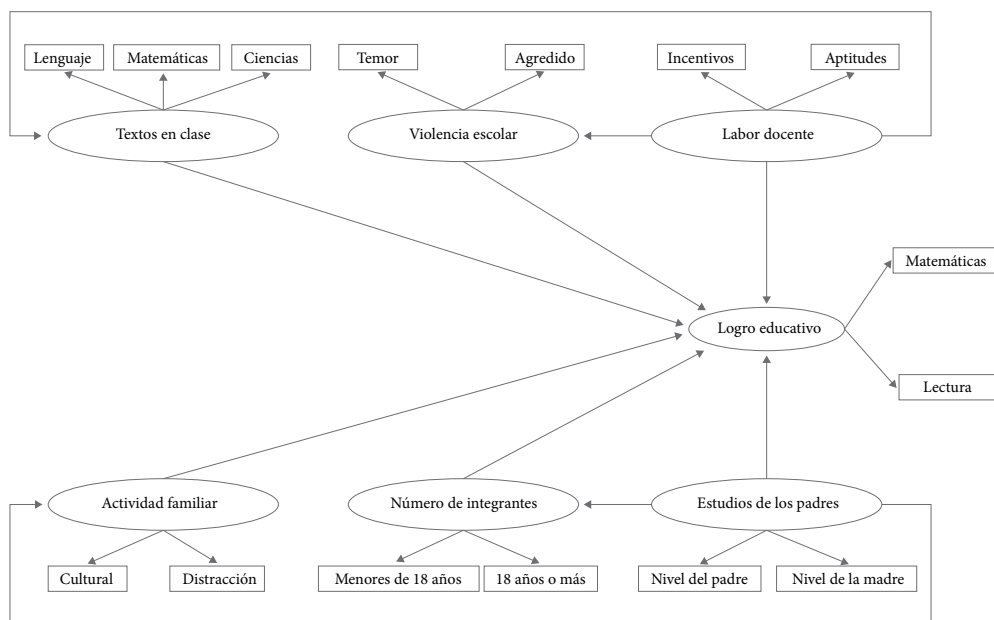 Lenguaje
Matemáticas
Ciencias
Temor
Agredido
Incentivos
Aptitudes
Textos en clase
Violencia escolar
Labor docente
Matemáticas
Logro educativo
Lectura
Actividad familiar
Número de integrantes
Estudios de los padres
Cultural
Distracción
Menores de 18 años
18 años o más
Nivel del padre
Nivel de la madre